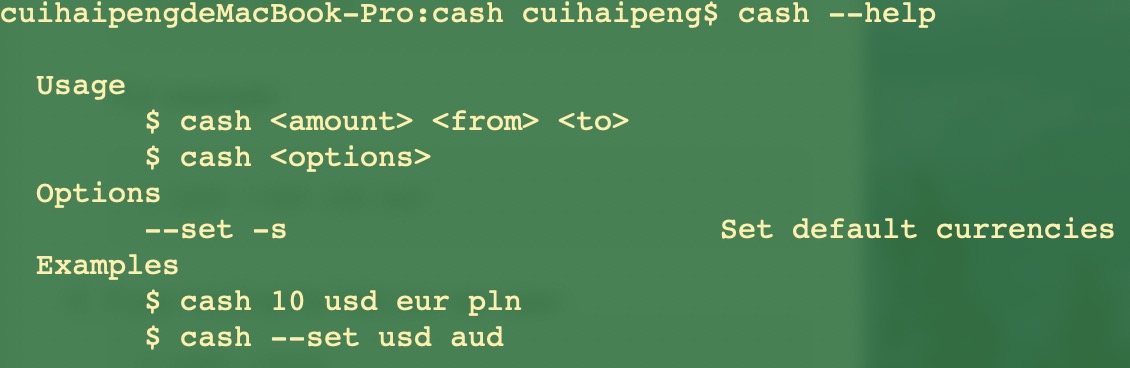 cuihaipengdeMacBook-Pro:cash cuihaipeng$ cash --help
Usage
$ cash <amount> <from> <to>
$ cash <options>
Options
--set -s Set default currencies
Examples
$ cash 10 usd eur pln
$ cash --set usd aud